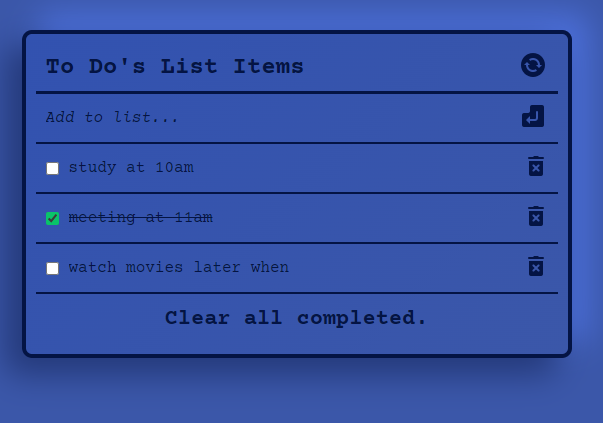 To Do's List Items
Add to list...
study at 10am
meeting at 11am
watch movies later when
Clear all completed.